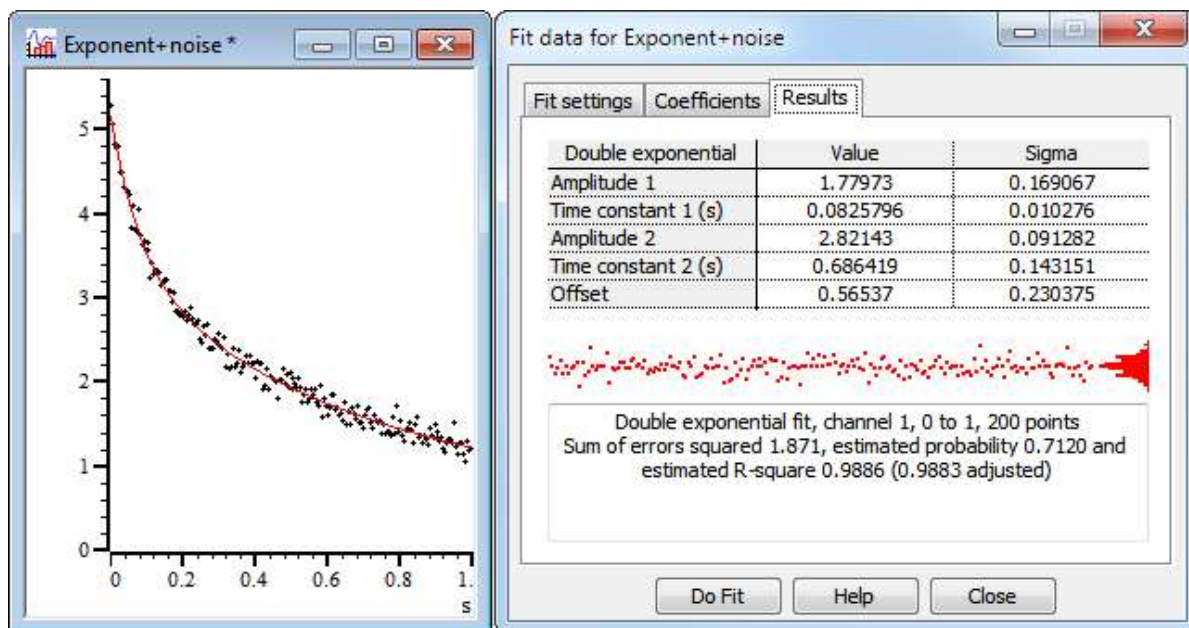 Exponent+noise *
5
4
3
2
1
0
0 0.2 0.4 0.6 0.8 1.
s
Fit data for Exponent+noise
Fit settings Coefficients Results
Double exponential Value Sigma
Amplitude 1 1.77973 0.169067
Time constant 1 (s) 0.0825796 0.010276
Amplitude 2 2.82143 0.091282
Time constant 2 (s) 0.686419 0.143151
Offset 0.56537 0.230375
Double exponential fit, channel 1, 0 to 1, 200 points
Sum of errors squared 1.871, estimated probability 0.7120 and
estimated R-square 0.9886 (0.9883 adjusted)
Do Fit Help Close